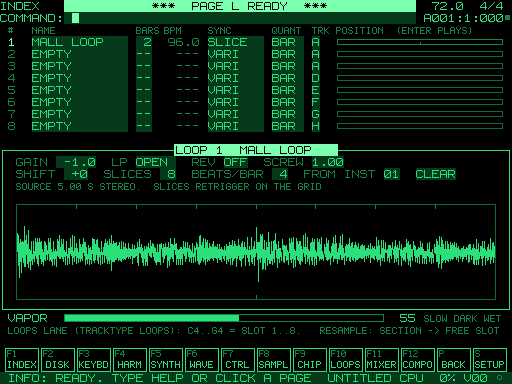 INDEX *** PAGE L READY *** 72.0 4/4
COMMAND: A001:1:000
# NAME BARS BPM SYNC QUANT TRK POSITION (ENTER PLAYS)
1 MALL LOOP 2 96.0 SLICE BAR A
2 EMPTY -- --- VARI BAR A
3 EMPTY -- --- VARI BAR A
4 EMPTY -- --- VARI BAR D
5 EMPTY -- --- VARI BAR E
6 EMPTY -- --- VARI BAR F
7 EMPTY -- --- VARI BAR G
8 EMPTY -- --- VARI BAR H
LOOP 1 MALL LOOP
GAIN -1.0 LP OPEN REV OFF SCREW 1.00
SHIFT +0 SLICES 8 BEATS/BAR 4 FROM INST 01 CLEAR
SOURCE 5.00 S STEREO. SLICES RETRIGGER ON THE GRID
VAPOR 55 SLOW DARK WET
LOOPS LANE (TRACKTYPE LOOPS): C4..G4 = SLOT 1..8. RESAMPLE: SECTION -> FREE SLOT
F1 F2 F3 F4 F5 F6 F7 F8 F9 F10 F11 F12 P S
INDEX DISK KEYBD HARM SYNTH WAVE CTRL SAMPL CHIP LOOPS MIXER COMPO BACK SETUP
INFO: READY. TYPE HELP OR CLICK A PAGE UNTITLED CPU 0% V00